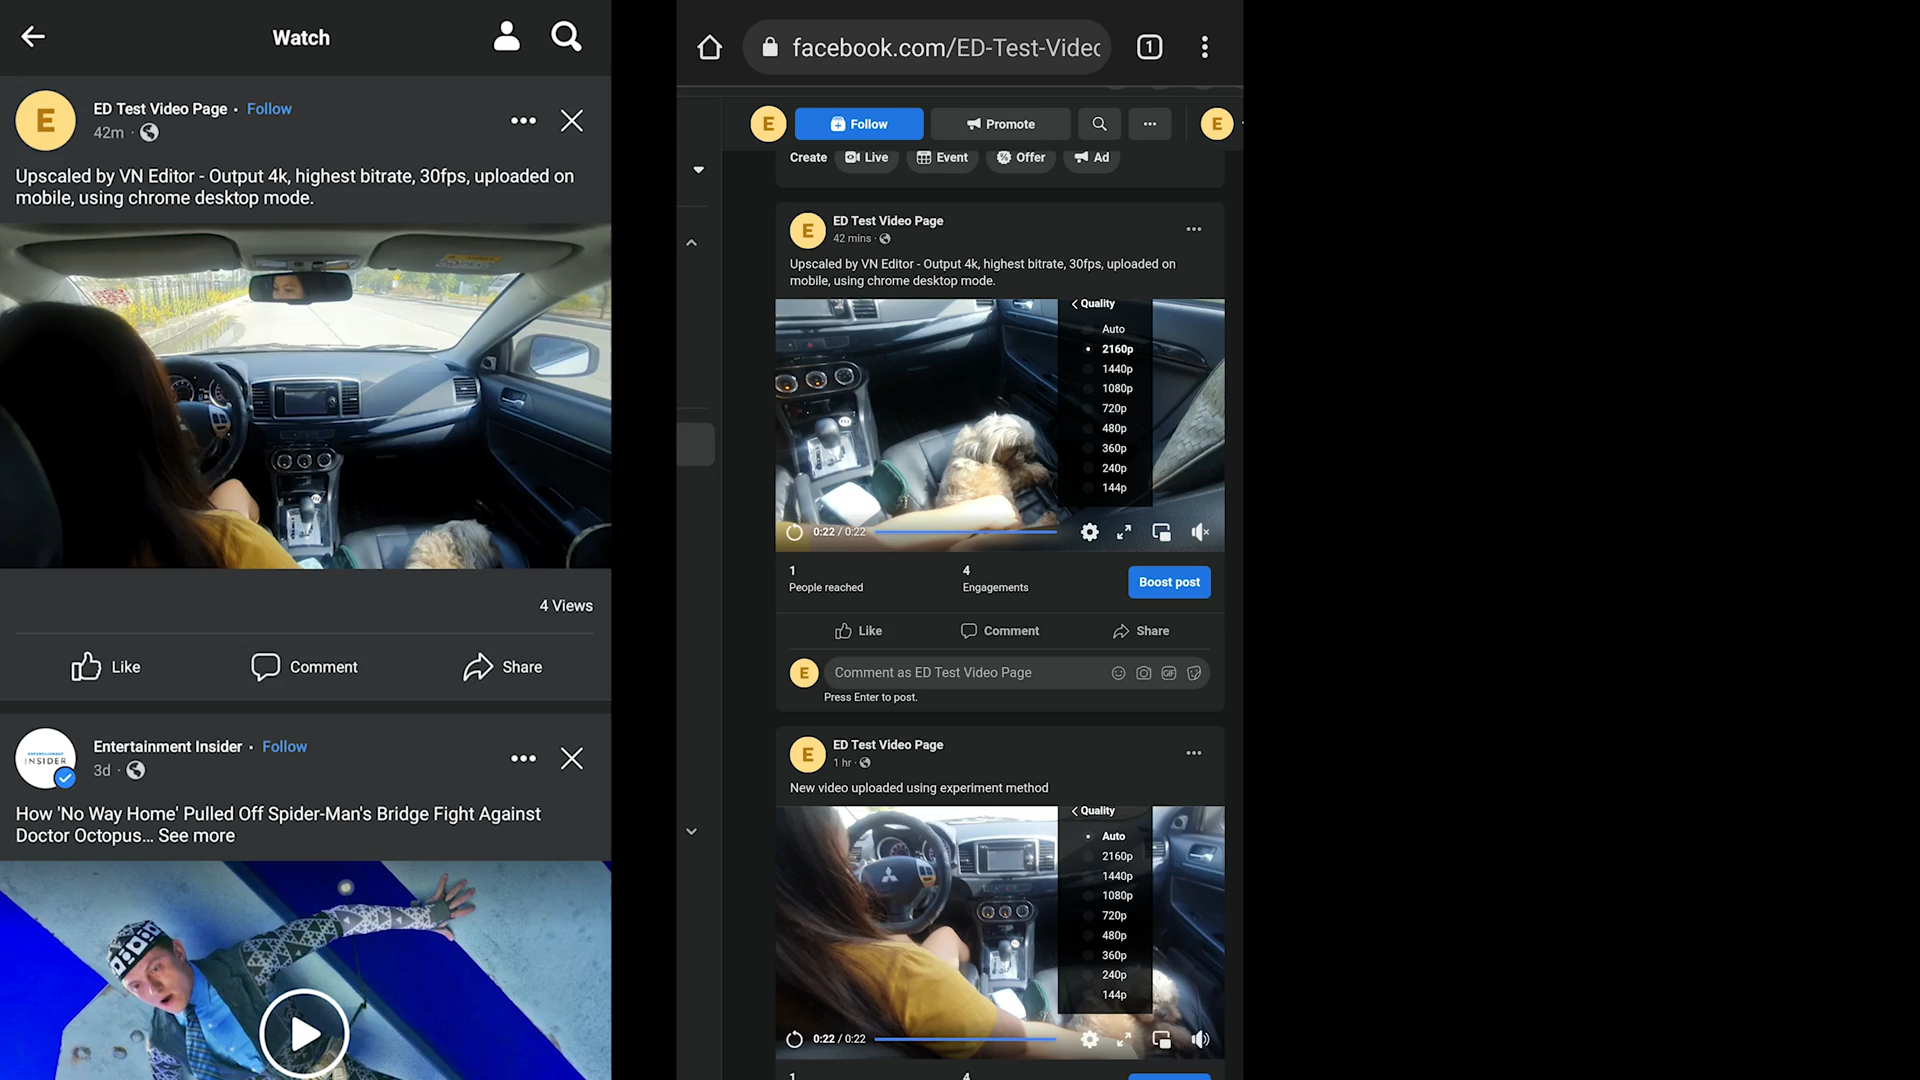 Watch
E
ED Test Video Page • Follow
42m ·
Upscaled by VN Editor - Output 4k, highest bitrate, 30fps, uploaded on
mobile, using chrome desktop mode.
4 Views
Like
Comment
Share
INSIDER
Entertainment Insider • Follow
3d ·
How 'No Way Home' Pulled Off Spider-Man's Bridge Fight Against
Doctor Octopus... See more
facebook.com/ED-Test-Videc
1
E
Follow
Promote
E
Create
Live
Event
Offer
Ad
E
ED Test Video Page
42 mins ·
Upscaled by VN Editor - Output 4k, highest bitrate, 30fps, uploaded on
mobile, using chrome desktop mode.
Quality
Auto
2160p
1440p
1080p
720p
480p
360p
240p
144p
0:22 / 0:22
1
People reached
4
Engagements
Boost post
Like
Comment
Share
E
Comment as ED Test Video Page
GIF
Press Enter to post.
E
ED Test Video Page
1 hr ·
New video uploaded using experiment method
Quality
Auto
2160p
1440p
1080p
720p
480p
360p
240p
144p
0:22 / 0:22
1
4